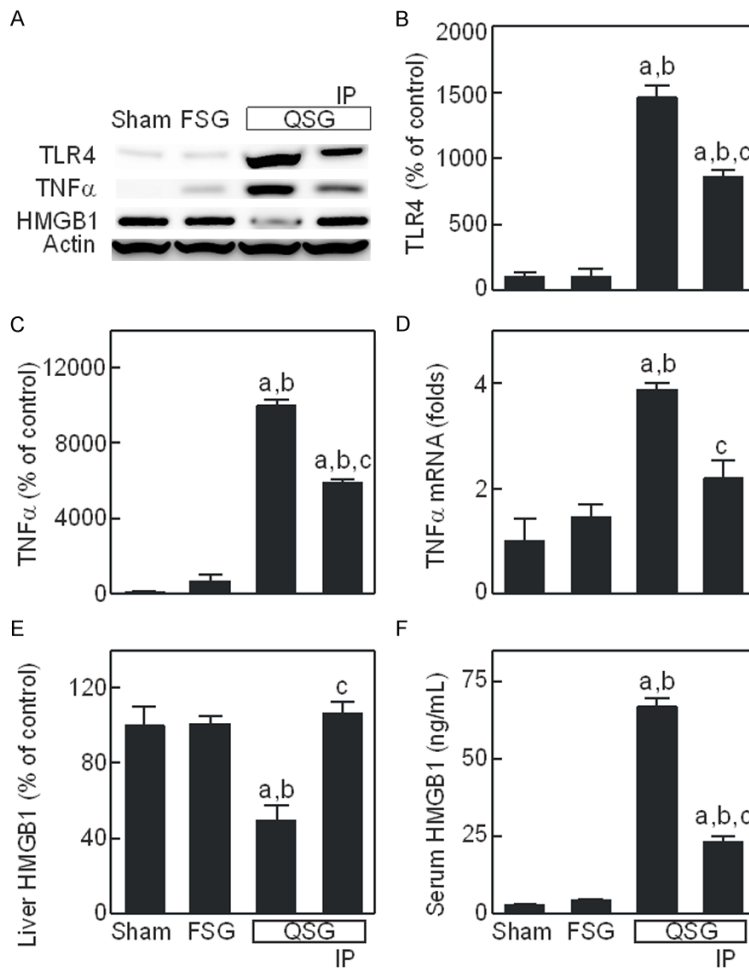 A
IP
Sham FSG QSG
TLR4
TNFα
HMGB1
Actin
B
TLR4 (% of control)
2000
1500
1000
500
0
a,b
a,b,c
C
TNFα (% of control)
12000
8000
4000
0
a,b
a,b,c
D
TNFα mRNA (folds)
4
2
0
a,b
c
E
Liver HMGB1 (% of control)
120
80
40
0
a,b
c
Sham FSG QSG
IP
F
Serum HMGB1 (ng/mL)
75
50
25
0
a,b
a,b,c
Sham FSG QSG
IP